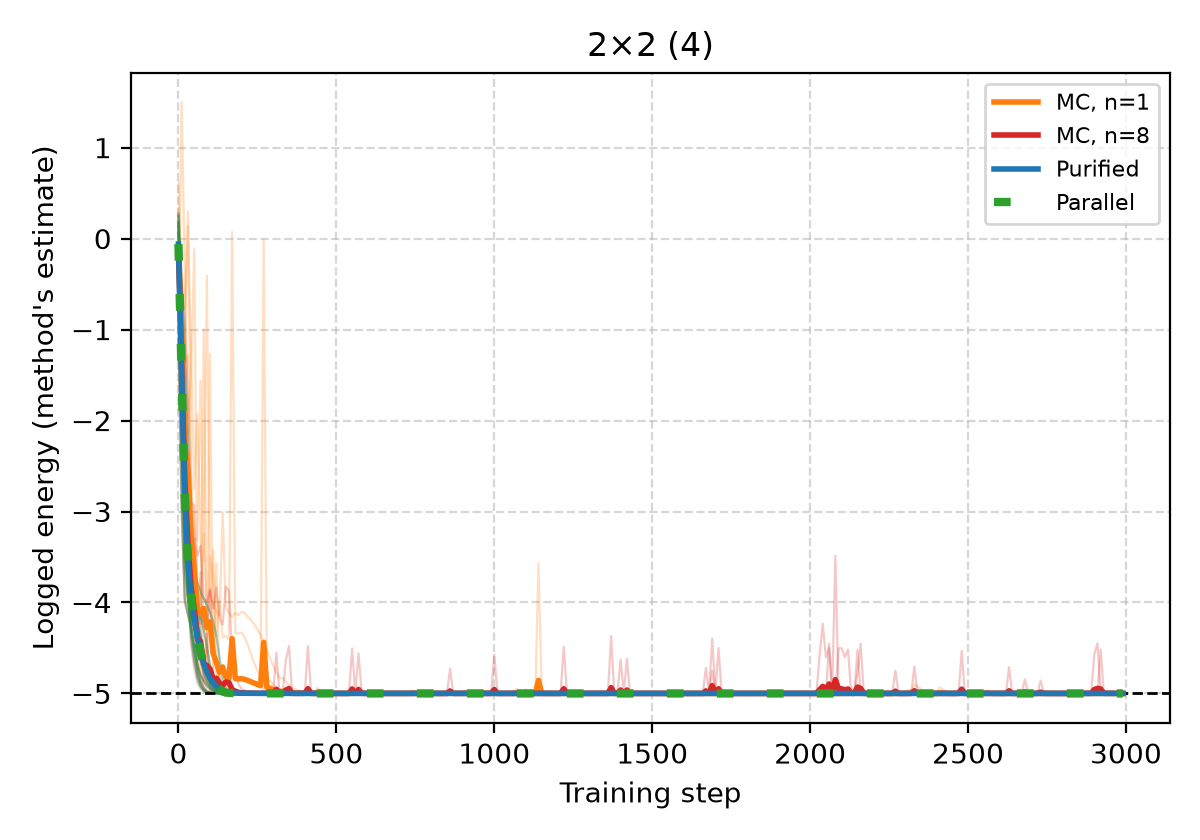 2×2 (4)
Logged energy (method's estimate)
1
0
−1
−2
−3
−4
−5
MC, n=1
MC, n=8
Purified
Parallel
0 500 1000 1500 2000 2500 3000
Training step